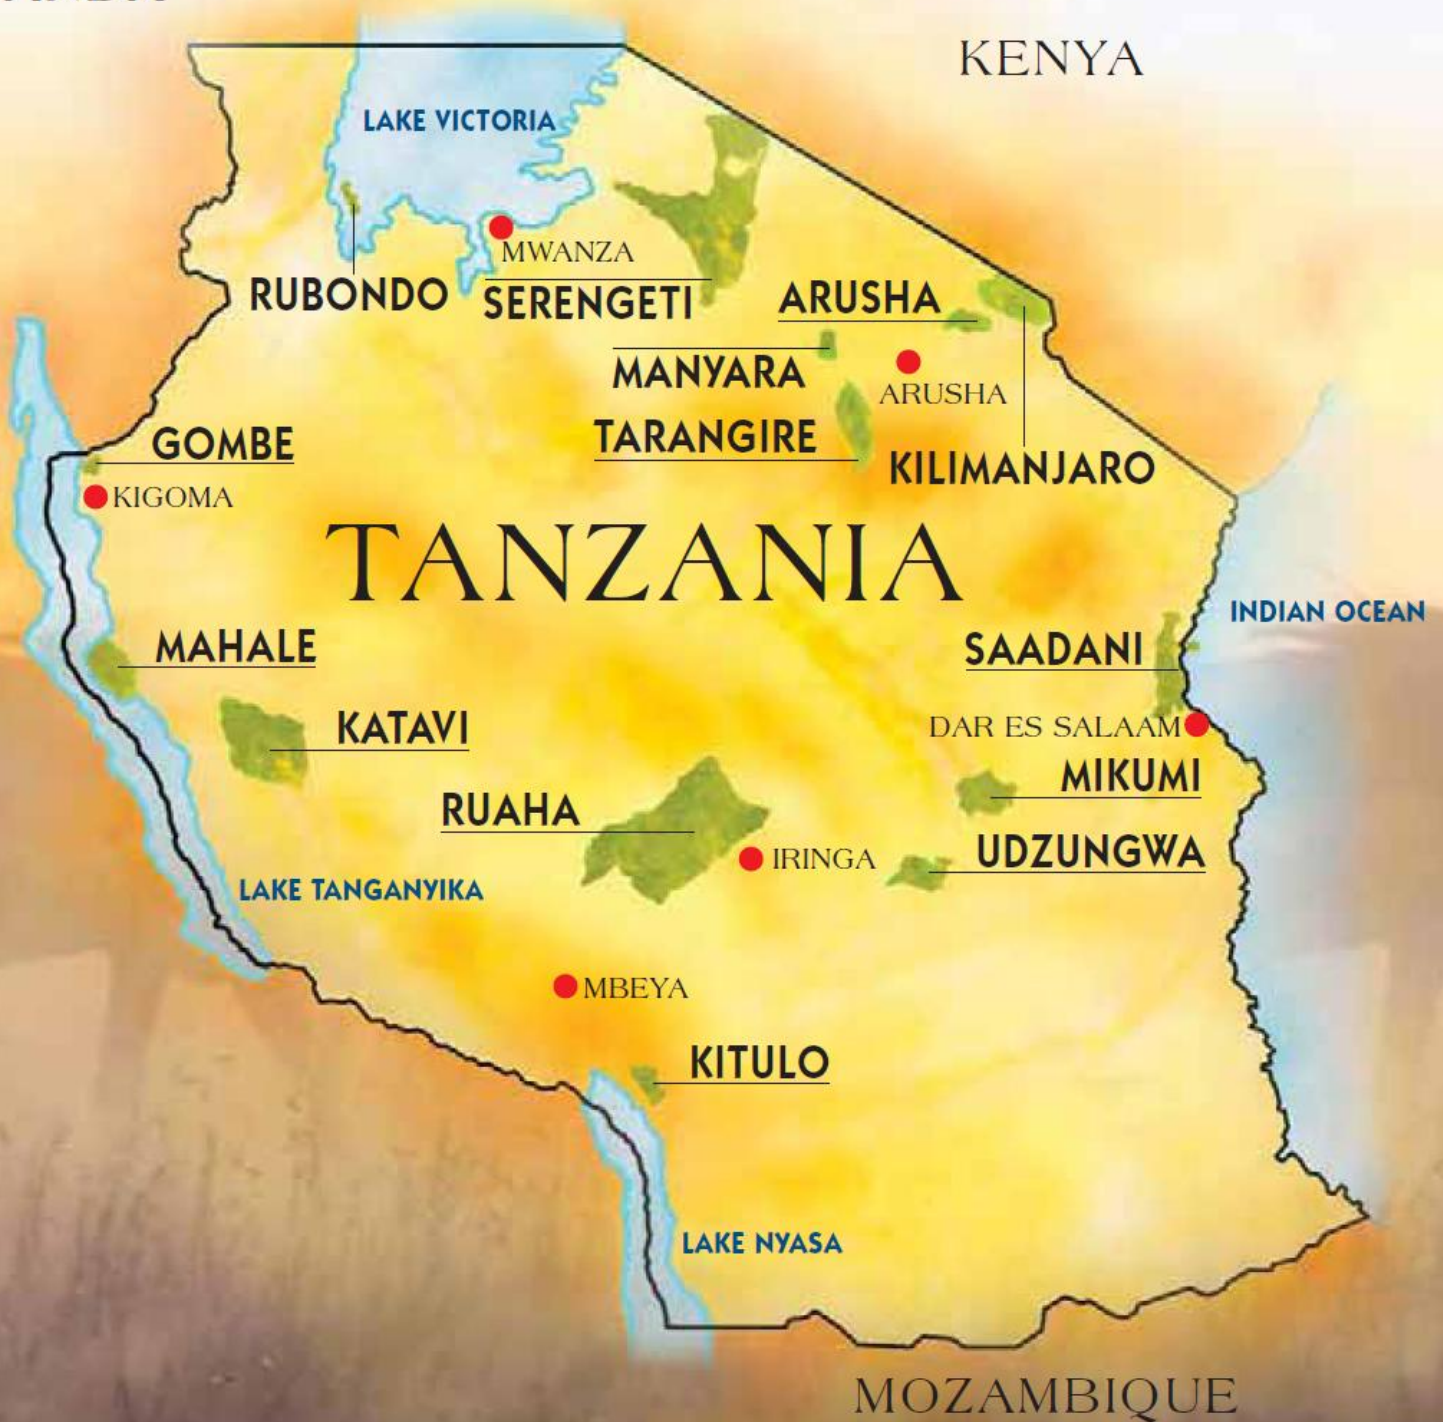 KENYA
LAKE VICTORIA
MWANZA
RUBONDO
SERENGETI
ARUSHA
MANYARA
ARUSHA
TARANGIRE
GOMBE
KILIMANJARO
KIGOMA
TANZANIA
INDIAN OCEAN
MAHALE
SAADANI
KATAVI
DAR ES SALAAM
MIKUMI
RUAHA
UDZUNGWA
IRINGA
LAKE TANGANYIKA
MBEYA
KITULO
LAKE NYASA
MOZAMBIQUE